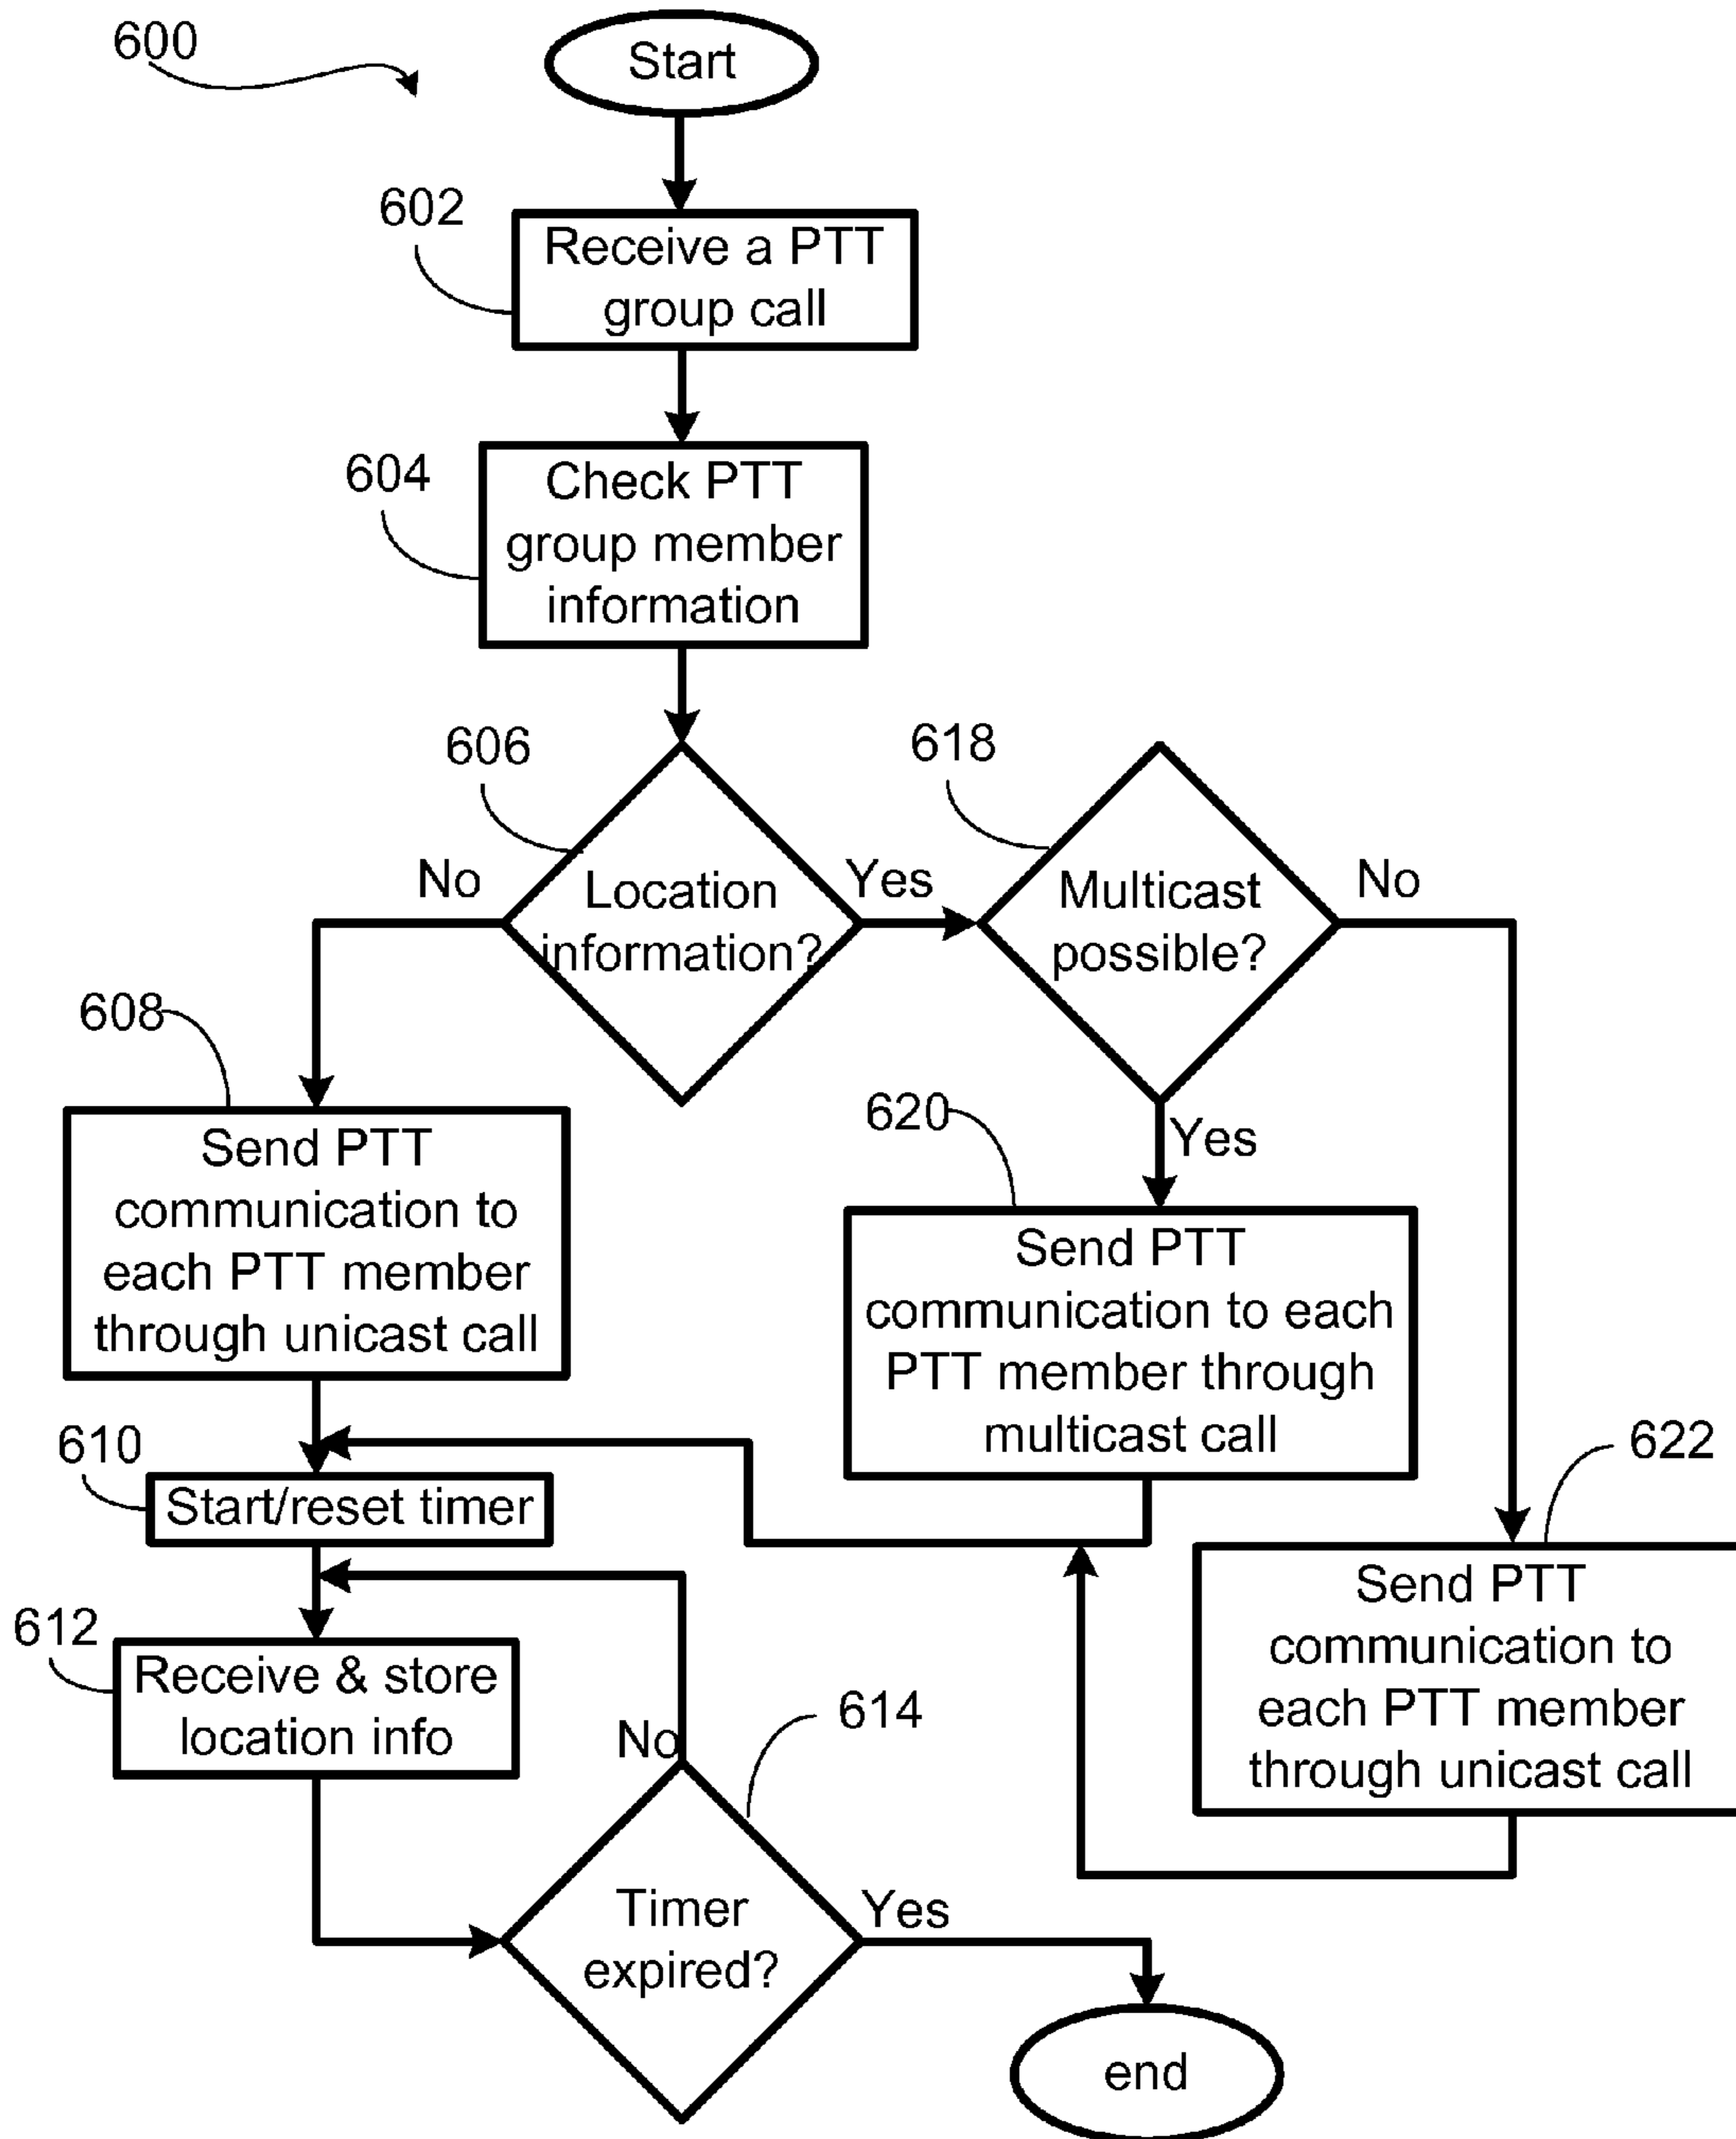 600
Start
602
Receive a PTT
group call
604
Check PTT
group member
information
606
618
No
Location
information?
Yes
Multicast
possible?
No
608
Send PTT
communication to
each PTT member
through unicast call
620
Yes
Send PTT
communication to each
PTT member through
multicast call
610
Start/reset timer
622
Send PTT
communication to
each PTT member
through unicast call
612
Receive & store
location info
614
No
Timer
expired?
Yes
end